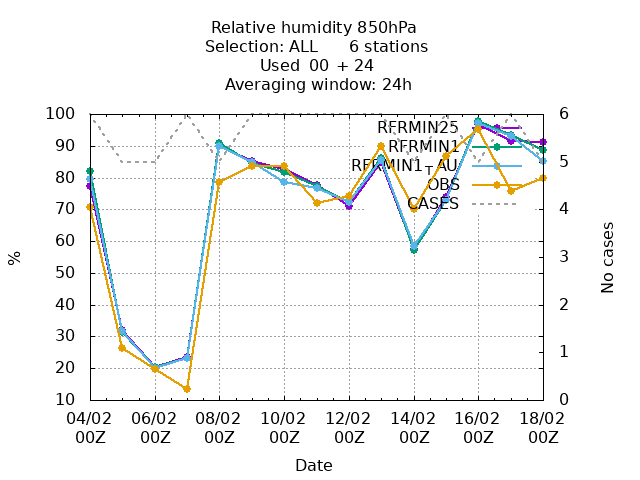 Relative humidity 850hPa
Selection: ALL 6 stations
Used 00 + 24
Averaging window: 24h
100
90
80
70
60
50
40
30
20
10
%
6
5
4
3
2
1
0
No cases
RFRMIN25
RFRMIN1
RFRMIN1TAU
OBS
CASES
04/02 06/02 08/02 10/02 12/02 14/02 16/02 18/02
00Z 00Z 00Z 00Z 00Z 00Z 00Z 00Z
Date